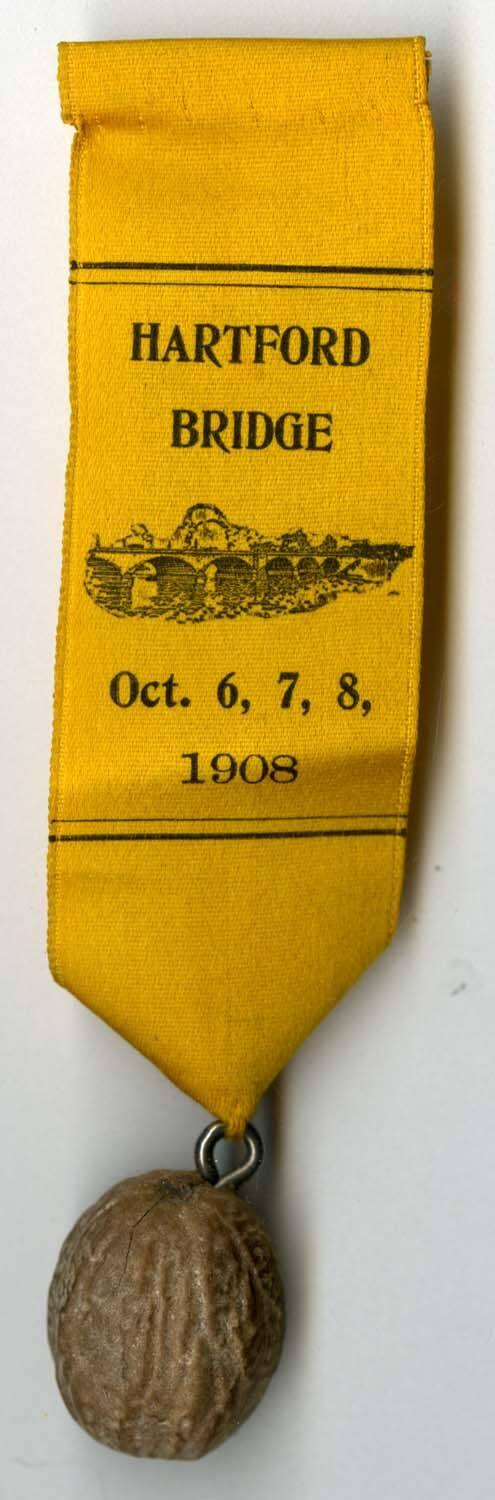 HARTFORD
BRIDGE
Oct. 6, 7, 8,
1908